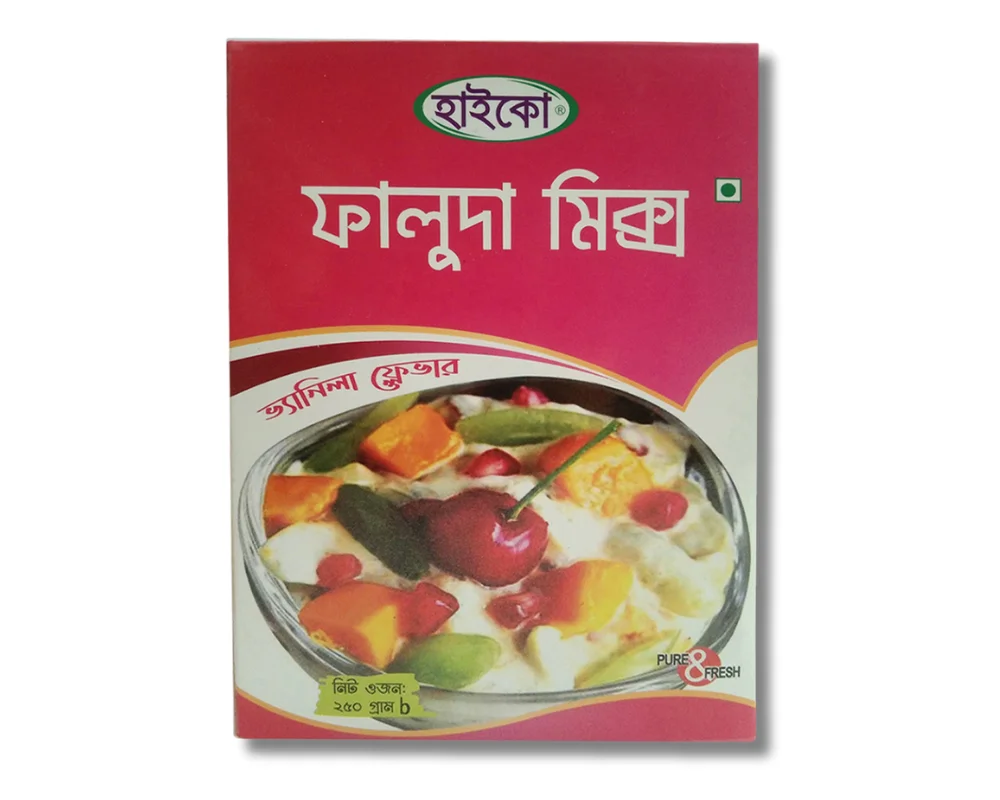 হাইকো®
ফালুদা মিক্স
ভ্যানিলা ফ্লেভার
নিট ওজন:
২৫০ গ্রাম b
PURE & FRESH